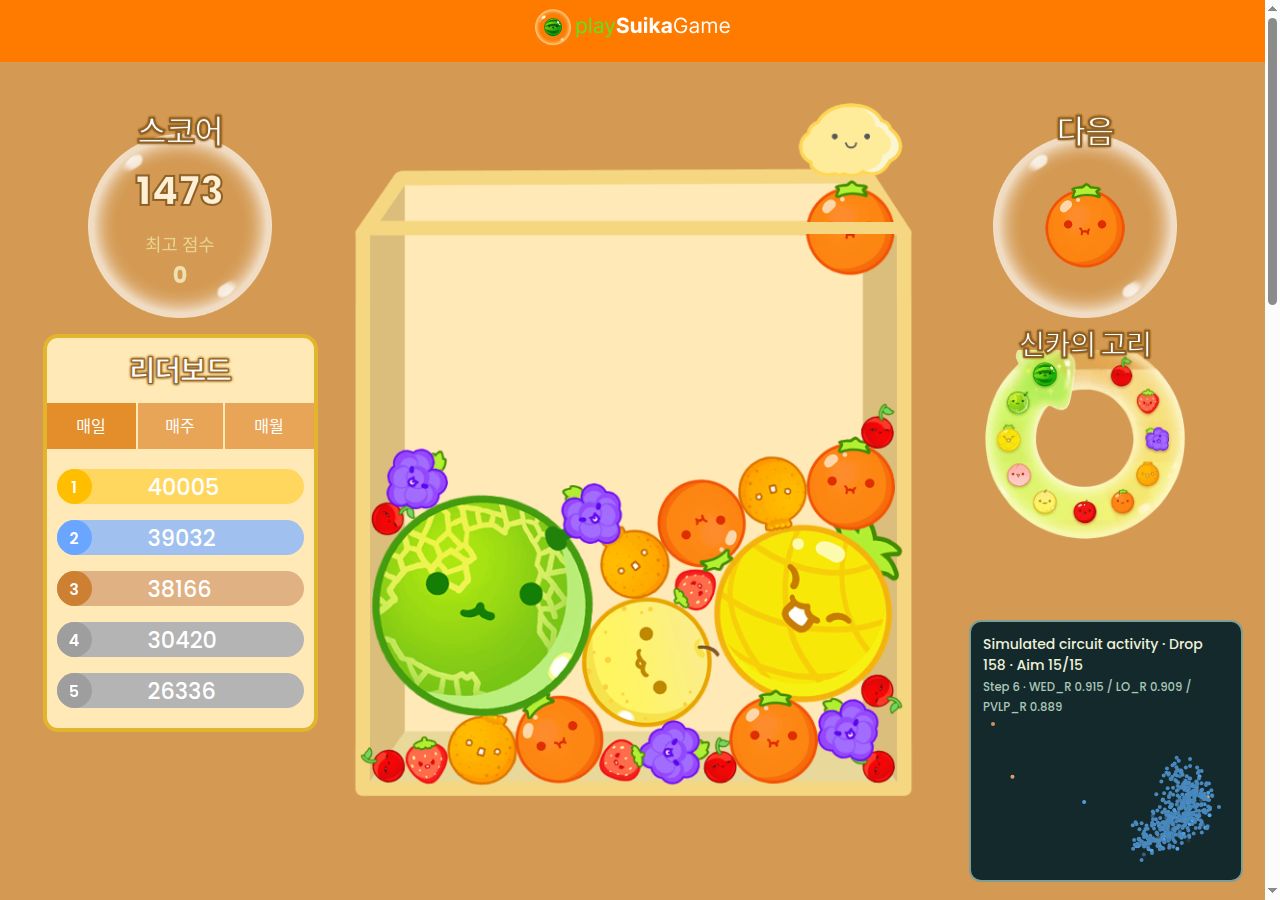 playSuikaGame
스코어
1473
최고 점수
0
리더보드
매일
매주
매월
1 40005
2 39032
3 38166
4 30420
5 26336
다음
신카의 고리
Simulated circuit activity · Drop
158 · Aim 15/15
Step 6 · WED_R 0.915 / LO_R 0.909 /
PVLP_R 0.889